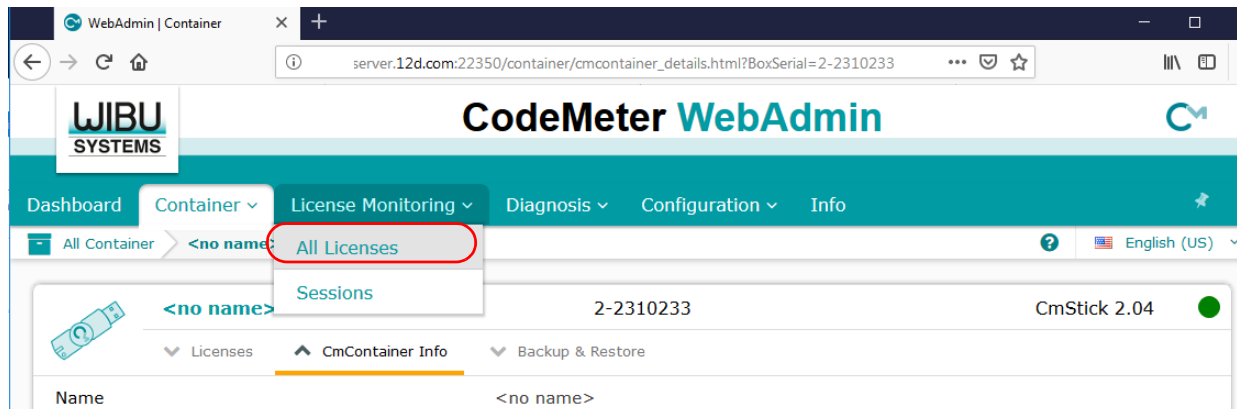 WebAdmin | Container
server.12d.com:22350/container/cmcontainer_details.html?BoxSerial=2-2310233
WIBU
SYSTEMS
CodeMeter WebAdmin
CM
Dashboard Container License Monitoring Diagnosis Configuration Info
All Container <no name> All Licenses ? English (US)
Sessions
<no name> 2-2310233 CmStick 2.04
Licenses CmContainer Info Backup & Restore
Name <no name>